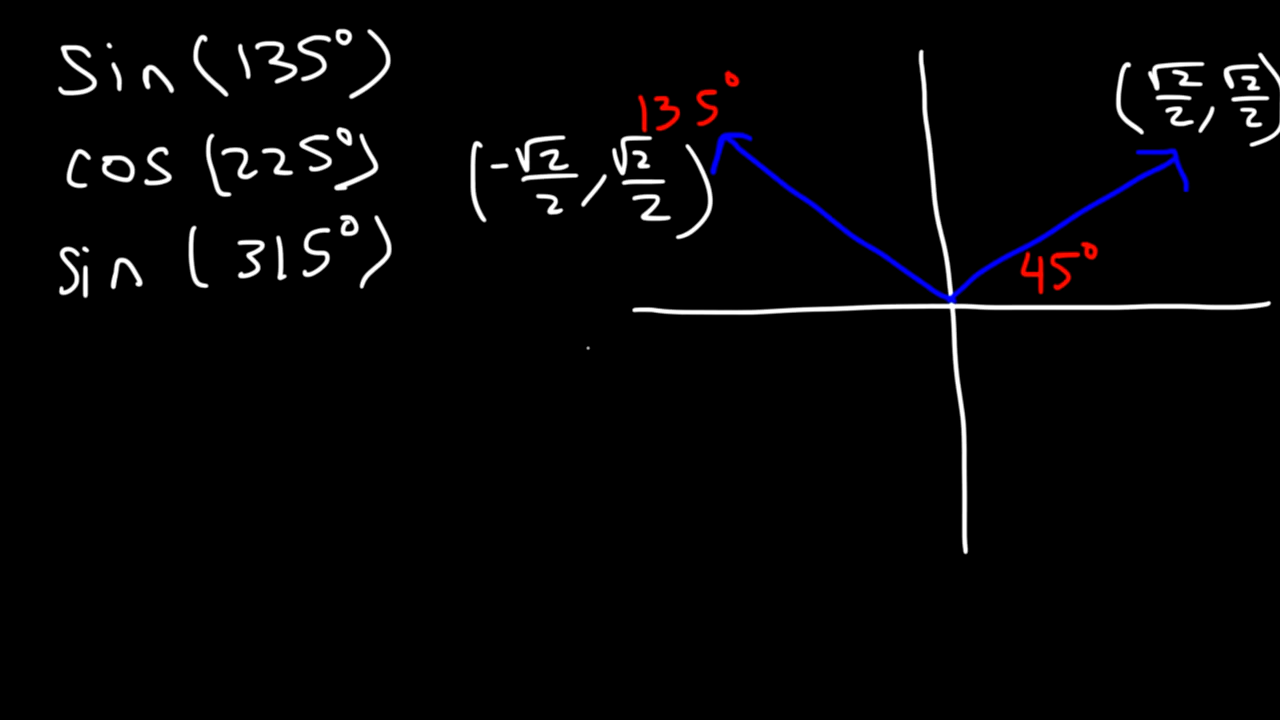 sin(135°)
cos(225°)
sin(315°)
135°
(-√2/2, √2/2)
(√2/2, √2/2)
45°